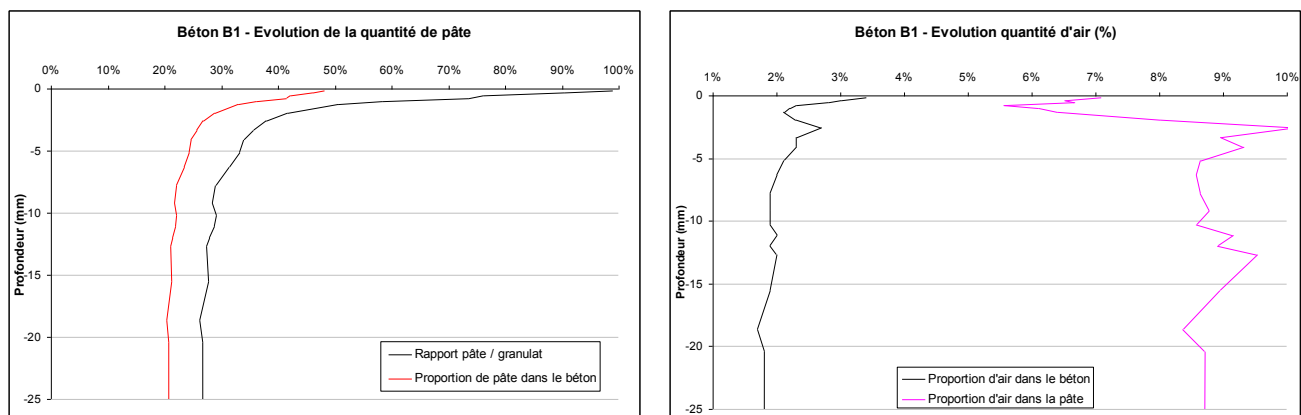 Béton B1 - Evolution de la quantité de pâte
0% 10% 20% 30% 40% 50% 60% 70% 80% 90% 100%
0
-5
-10
-15
-20
-25
Profondeur (mm)
Rapport pâte / granulat
Proportion de pâte dans le béton
Béton B1 - Evolution quantité d'air (%)
1% 2% 3% 4% 5% 6% 7% 8% 9% 10%
0
-5
-10
-15
-20
-25
Profondeur (mm)
Proportion d'air dans le béton
Proportion d'air dans la pâte